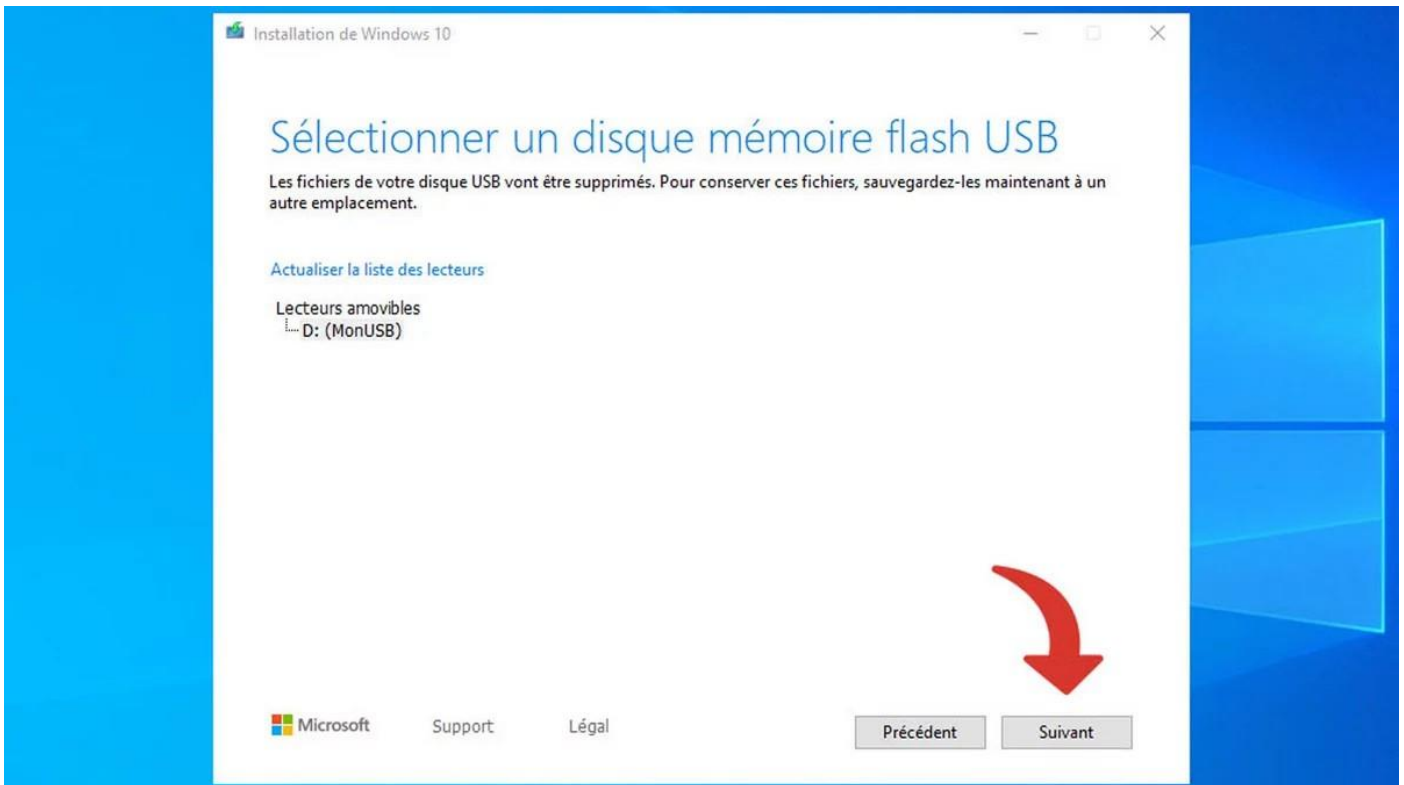 Installation de Windows 10
Sélectionner un disque mémoire flash USB
Les fichiers de votre disque USB vont être supprimés. Pour conserver ces fichiers, sauvegardez-les maintenant à un
autre emplacement.
Actualiser la liste des lecteurs
Lecteurs amovibles
D: (MonUSB)
Microsoft Support Légal Précédent Suivant